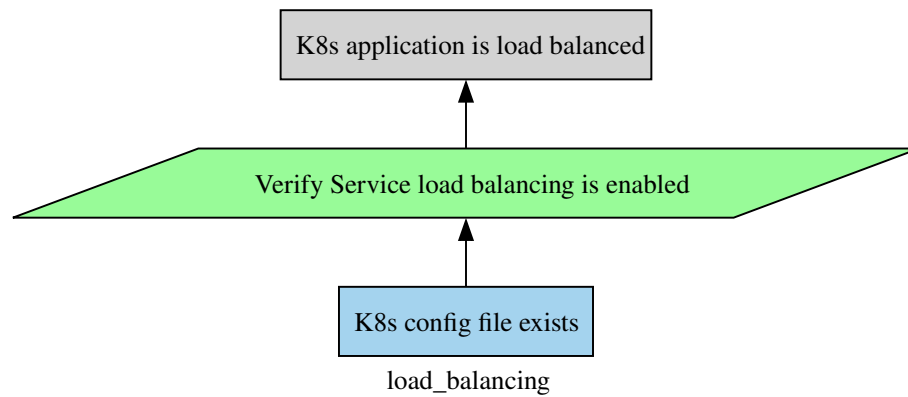 K8s application is load balanced
Verify Service load balancing is enabled
K8s config file exists
load_balancing